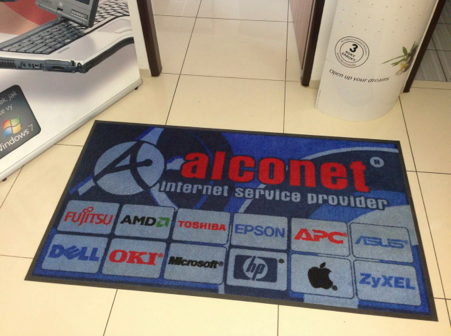 Windows 7
3
Open up your dreams
alconet
internet service provider
FUJITSU AMD TOSHIBA EPSON APC ASUS
DELL OKI Microsoft hp ZyXEL